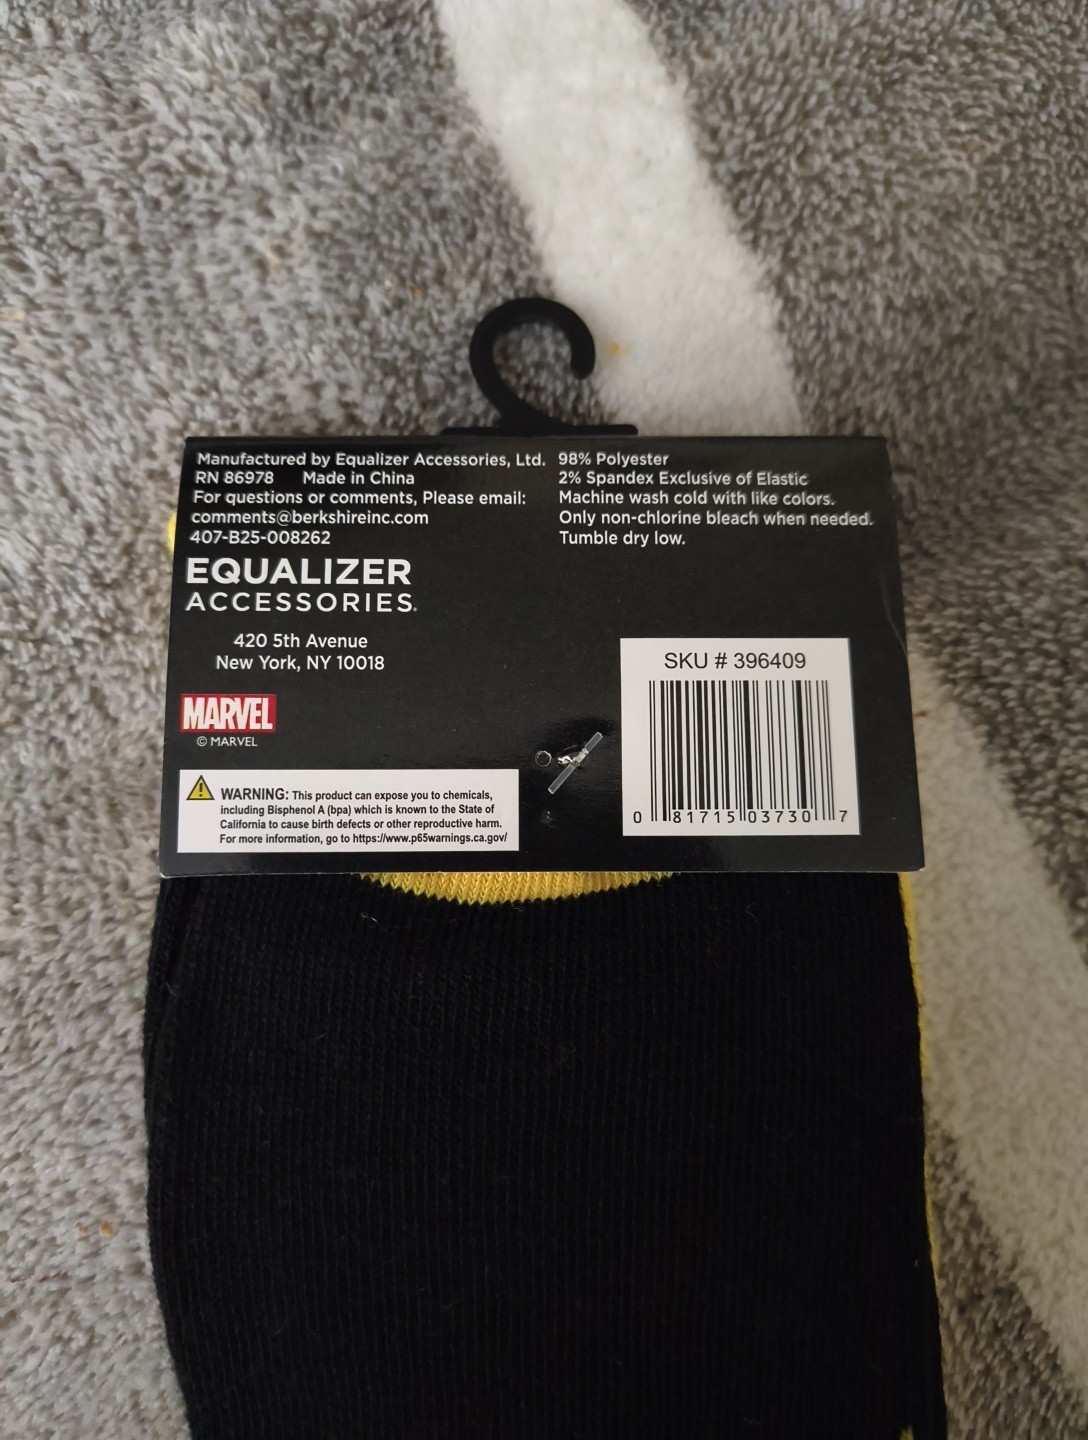 Manufactured by Equalizer Accessories, Ltd.
RN 86978 Made in China
For questions or comments, Please email:
comments@berkshireinc.com
407-B25-008262
EQUALIZER
ACCESSORIES®
420 5th Avenue
New York, NY 10018
MARVEL
© MARVEL
WARNING: This product can expose you to chemicals,
including Bisphenol A (bpa) which is known to the State of
California to cause birth defects or other reproductive harm.
For more information, go to https://www.p65warnings.ca.gov/
98% Polyester
2% Spandex Exclusive of Elastic
Machine wash cold with like colors.
Only non-chlorine bleach when needed.
Tumble dry low.
SKU # 396409
0 81715 03730 7